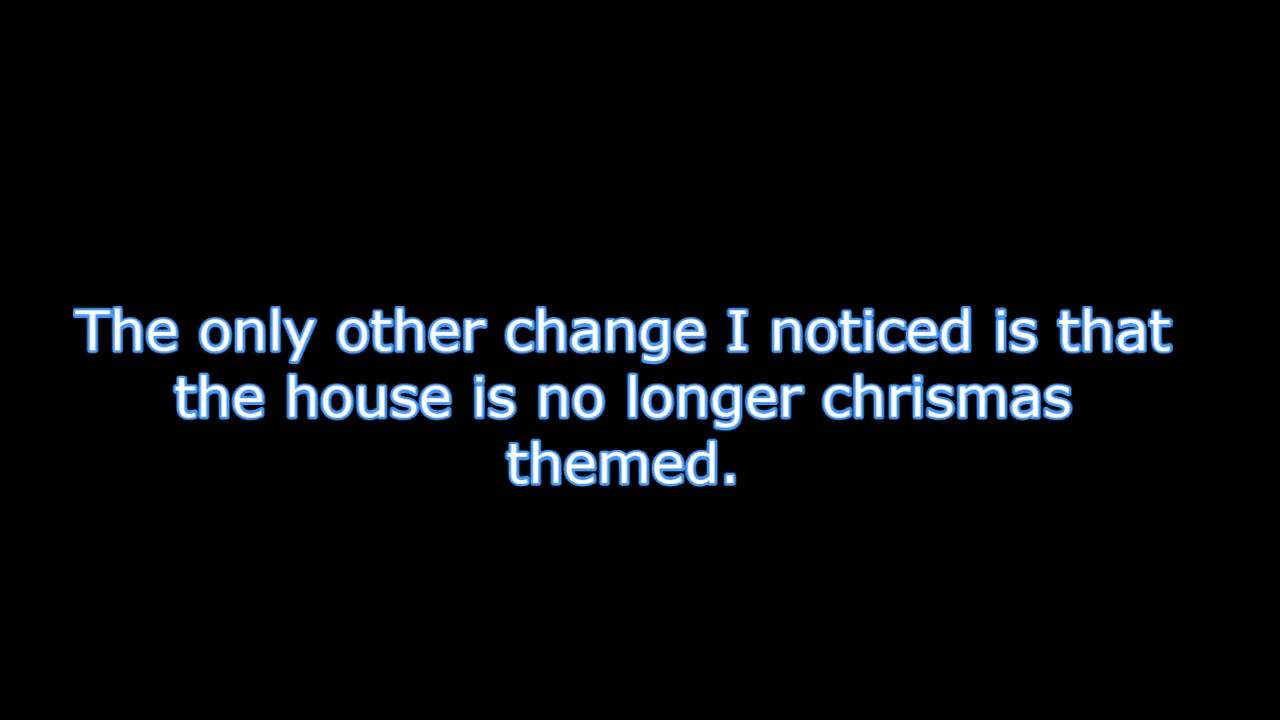 The only other change I noticed is that
the house is no longer chrismas
themed.